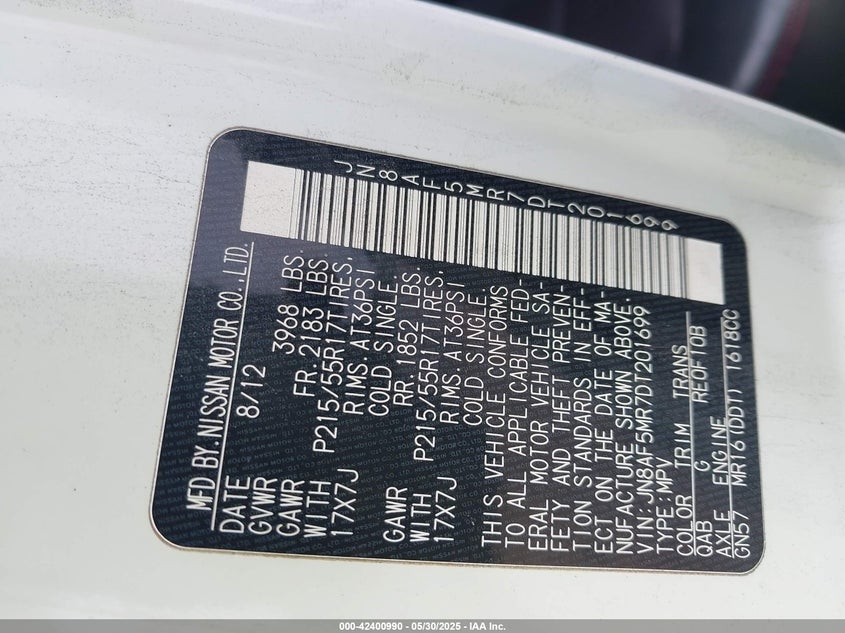 MFD BY: NISSAN MOTOR CO., LTD.
DATE 8/12
GVWR 3968 LBS.
GAWR FR. 2183 LBS.
WITH P215/55R17TIRES,
17X7J RIMS. AT36PSI
COLD SINGLE.
GAWR RR. 1852 LBS.
WITH P215/55R17TIRES,
17X7J RIMS. AT36PSI
COLD SINGLE.
THIS VEHICLE CONFORMS
TO ALL APPLICABLE FED-
ERAL MOTOR VEHICLE SA-
FETY AND THEFT PREVEN-
TION STANDARDS IN EFF-
ECT ON THE DATE OF MA-
NUFACTURE SHOWN ABOVE.
VIN: JN8AF5MR7DT201699
TYPE: MPV
COLOR TRIM TRANS
QAB G RE0F10B
AXLE ENGINE
GN57 MR16(DDT) 1618CC
JN8AF5MR7DT201699
000-42400990 - 05/30/2025 - IAA Inc.